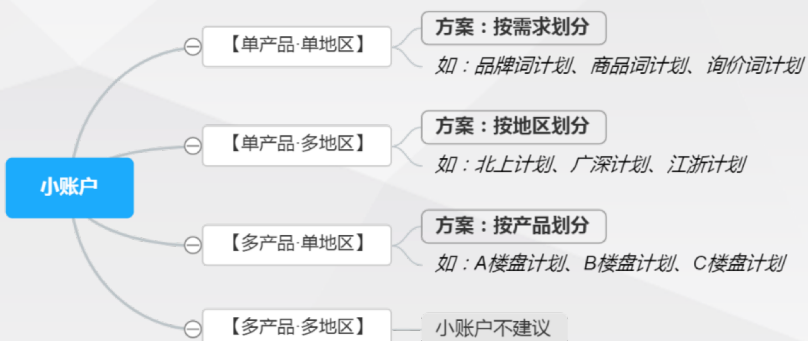 小账户
【单产品·单地区】
方案：按需求划分
如：品牌词计划、商品词计划、询价词计划
【单产品·多地区】
方案：按地区划分
如：北上计划、广深计划、江浙计划
【多产品·单地区】
方案：按产品划分
如：A楼盘计划、B楼盘计划、C楼盘计划
【多产品·多地区】
小账户不建议